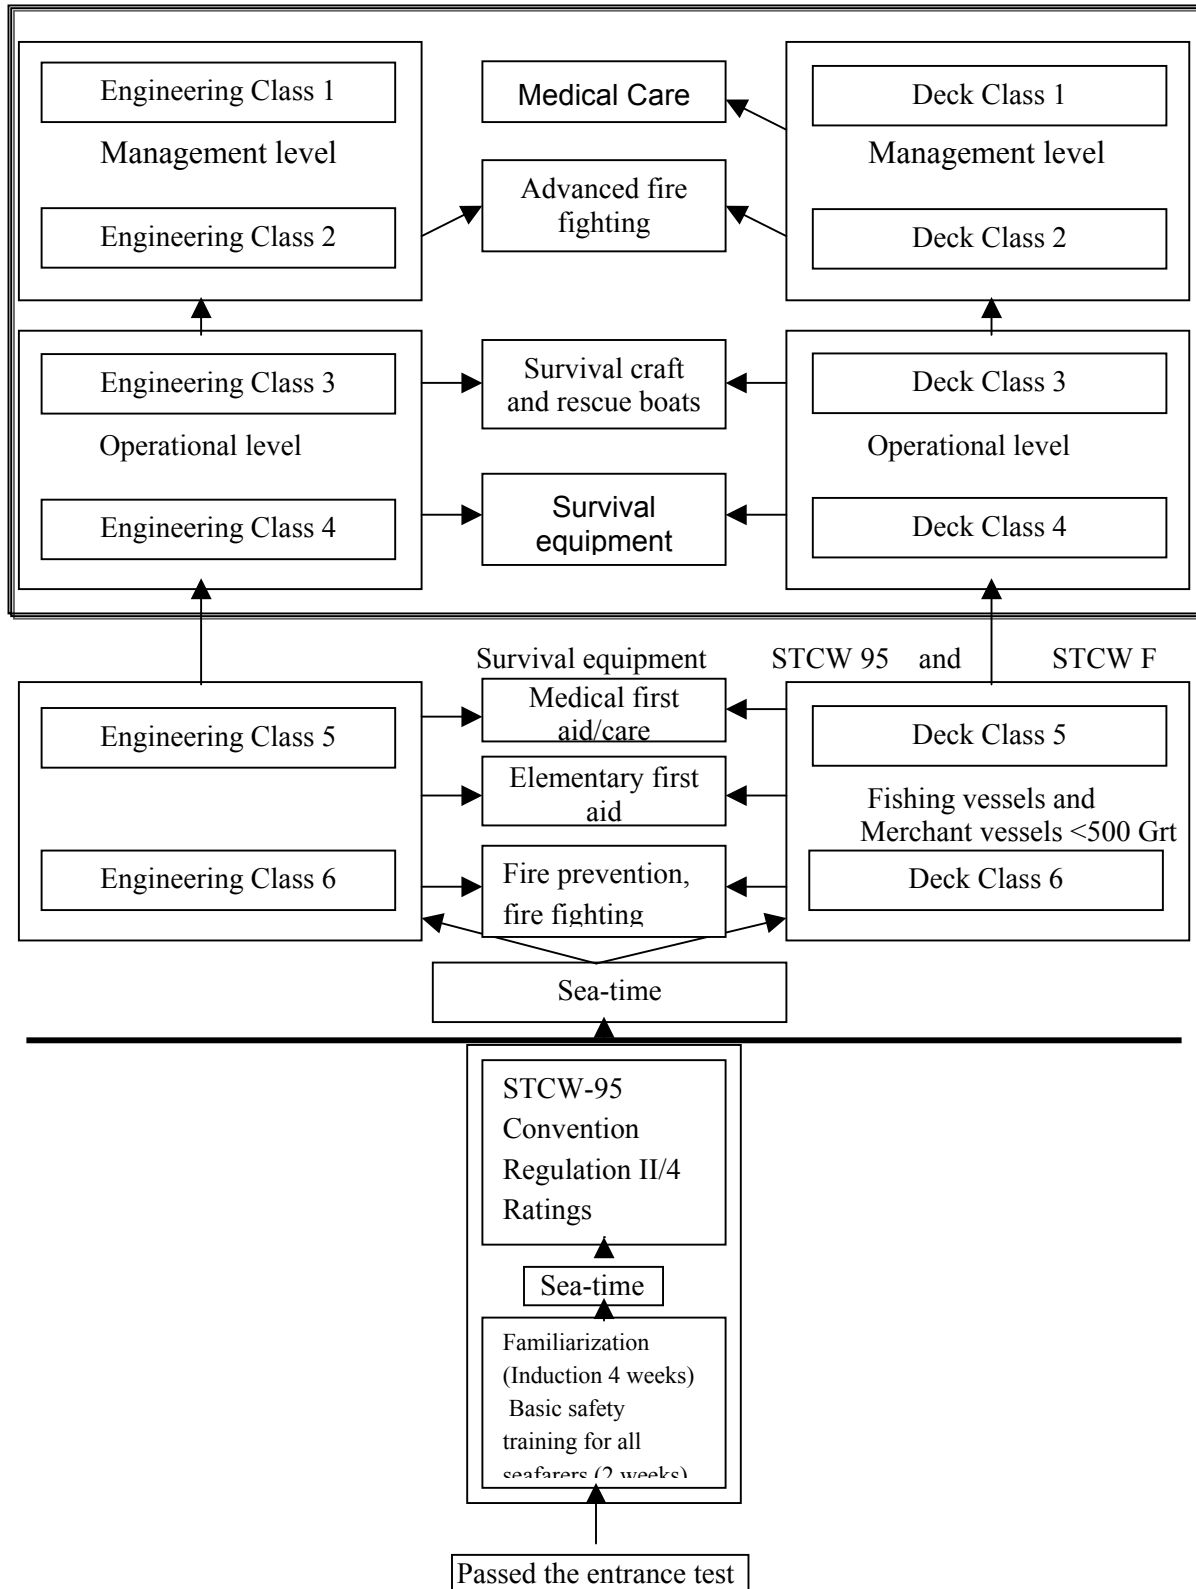 Engineering Class 1
Medical Care
Deck Class 1
Management level
Management level
Advanced fire
fighting
Engineering Class 2
Deck Class 2
Engineering Class 3
Survival craft
and rescue boats
Deck Class 3
Operational level
Operational level
Engineering Class 4
Survival
equipment
Deck Class 4
Survival equipment STCW 95 and STCW F
Engineering Class 5
Medical first
aid/care
Deck Class 5
Elementary first
aid
Fishing vessels and
Merchant vessels <500 Grt
Engineering Class 6
Fire prevention,
fire fighting
Deck Class 6
Sea-time
STCW-95
Convention
Regulation II/4
Ratings
Sea-time
Familiarization
(Induction 4 weeks)
Basic safety
training for all
seafarers (2 weeks)
Passed the entrance test